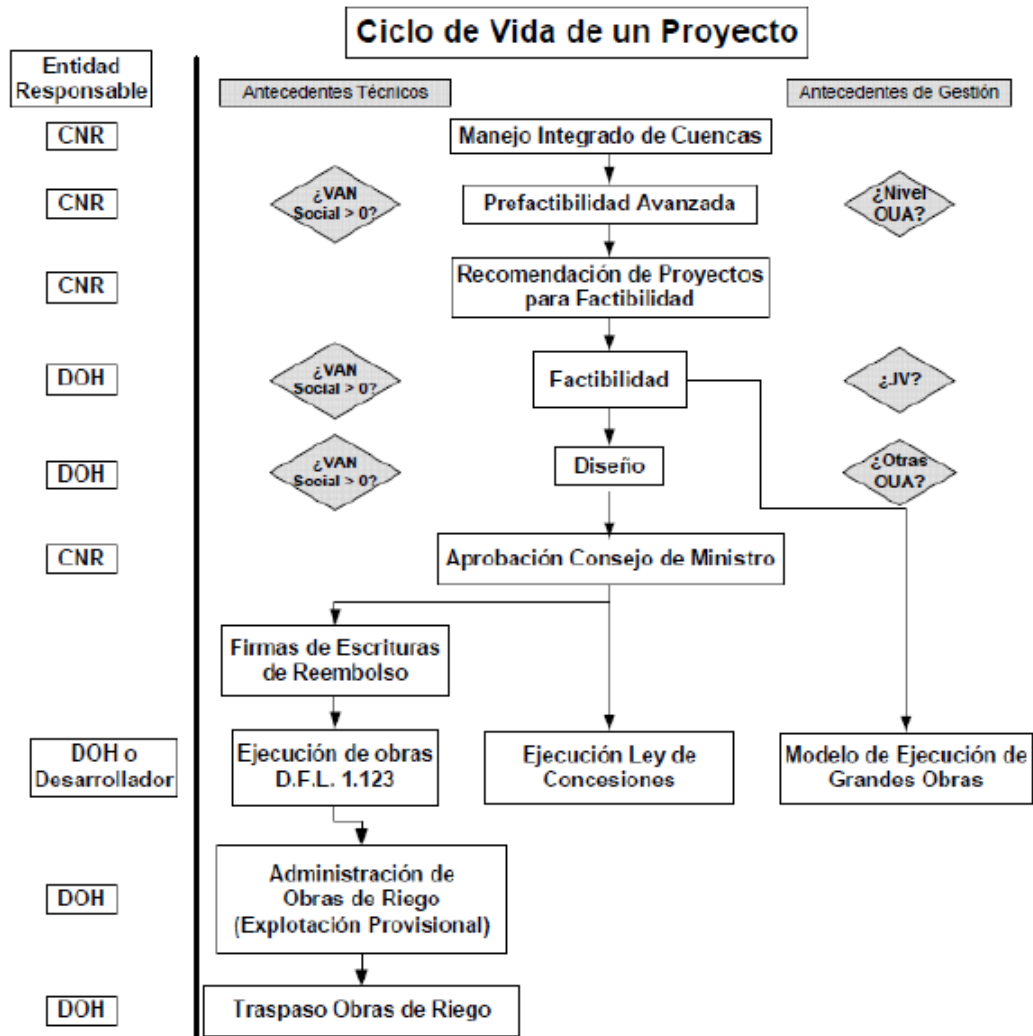 Ciclo de Vida de un Proyecto
Entidad
Responsable
Antecedentes Técnicos
Antecedentes de Gestión
CNR
Manejo Integrado de Cuencas
CNR
¿VAN
Social > 0?
Prefactibilidad Avanzada
¿Nivel
OUA?
CNR
Recomendación de Proyectos
para Factibilidad
DOH
¿VAN
Social > 0?
Factibilidad
¿JV?
DOH
¿VAN
Social > 0?
Diseño
¿Otras
OUA?
CNR
Aprobación Consejo de Ministro
Firmas de Escrituras
de Reembolso
DOH o
Desarrollador
Ejecución de obras
D.F.L. 1.123
Ejecución Ley de
Concesiones
Modelo de Ejecución de
Grandes Obras
DOH
Administración de
Obras de Riego
(Explotación Provisional)
DOH
Traspaso Obras de Riego